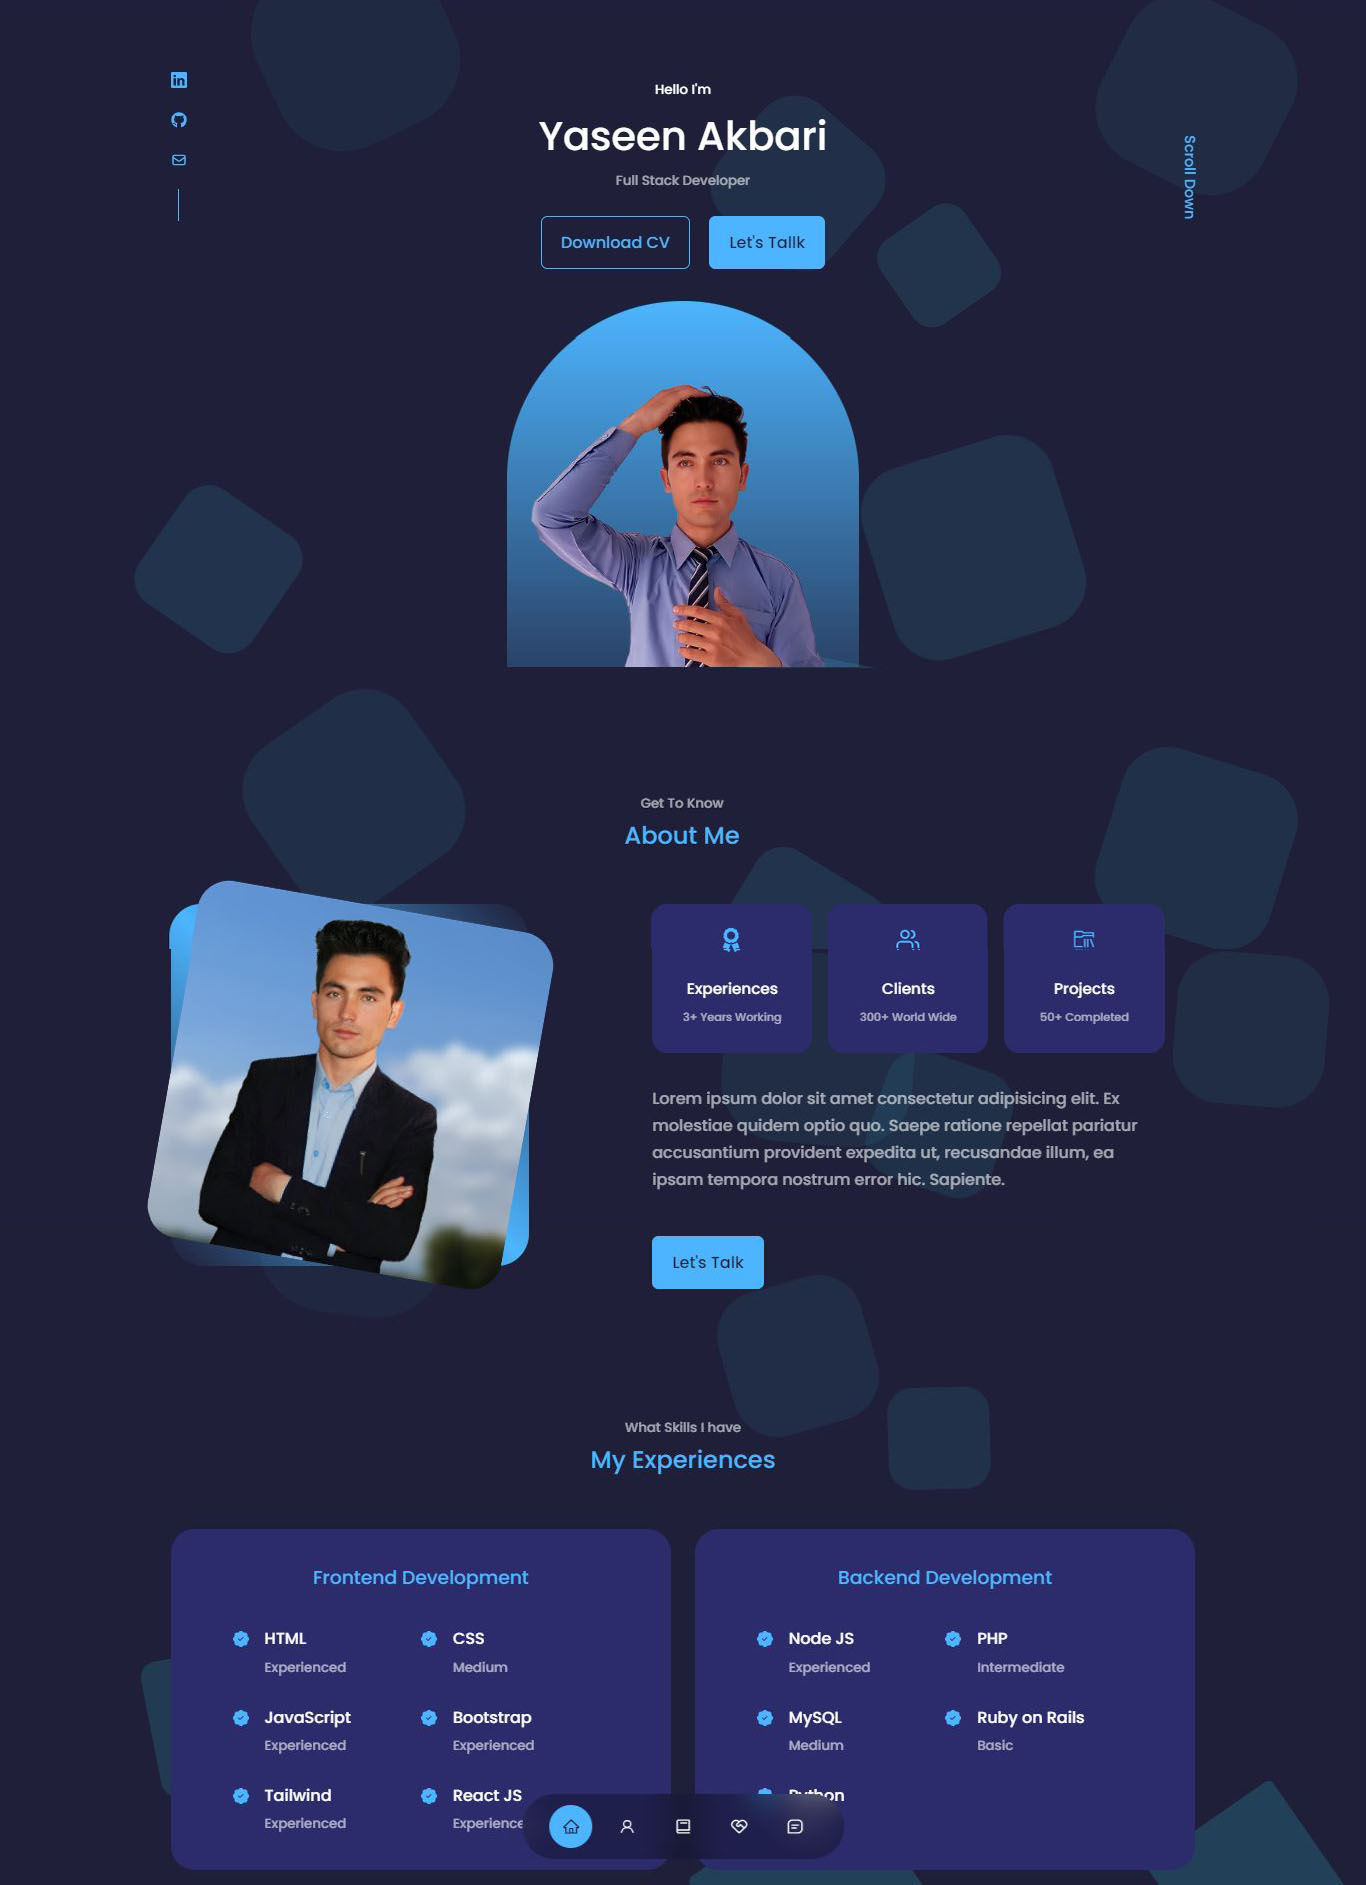 Hello I'm
Yaseen Akbari
Full Stack Developer
Download CV
Let's Tallk
Scroll Down
Get To Know
About Me
Experiences
3+ Years Working
Clients
300+ World Wide
Projects
50+ Completed
Lorem ipsum dolor sit amet consectetur adipisicing elit. Ex
molestiae quidem optio quo. Saepe ratione repellat pariatur
accusantium provident expedita ut, recusandae illum, ea
ipsam tempora nostrum error hic. Sapiente.
Let's Talk
What Skills I have
My Experiences
Frontend Development
HTML
Experienced
CSS
Medium
JavaScript
Experienced
Bootstrap
Experienced
Tailwind
Experienced
React JS
Experience
Backend Development
Node JS
Experienced
PHP
Intermediate
MySQL
Medium
Ruby on Rails
Basic
Python